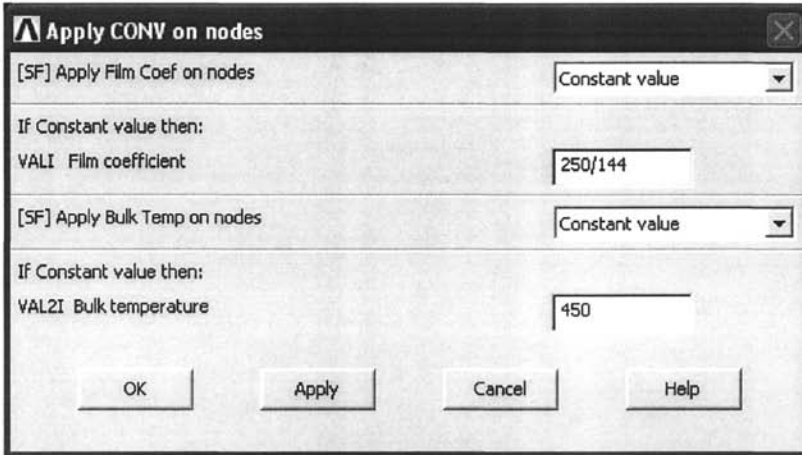 Apply CONV on nodes
[SF] Apply Film Coef on nodes Constant value
If Constant value then:
VALI Film coefficient 250/144
[SF] Apply Bulk Temp on nodes Constant value
If Constant value then:
VAL2I Bulk temperature 450
OK Apply Cancel Help